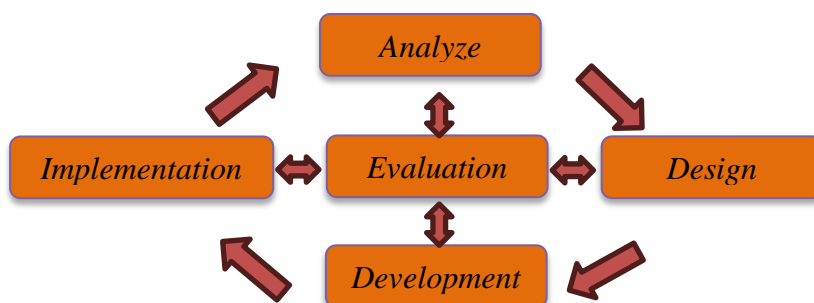 Analyze
Implementation
Evaluation
Design
Development